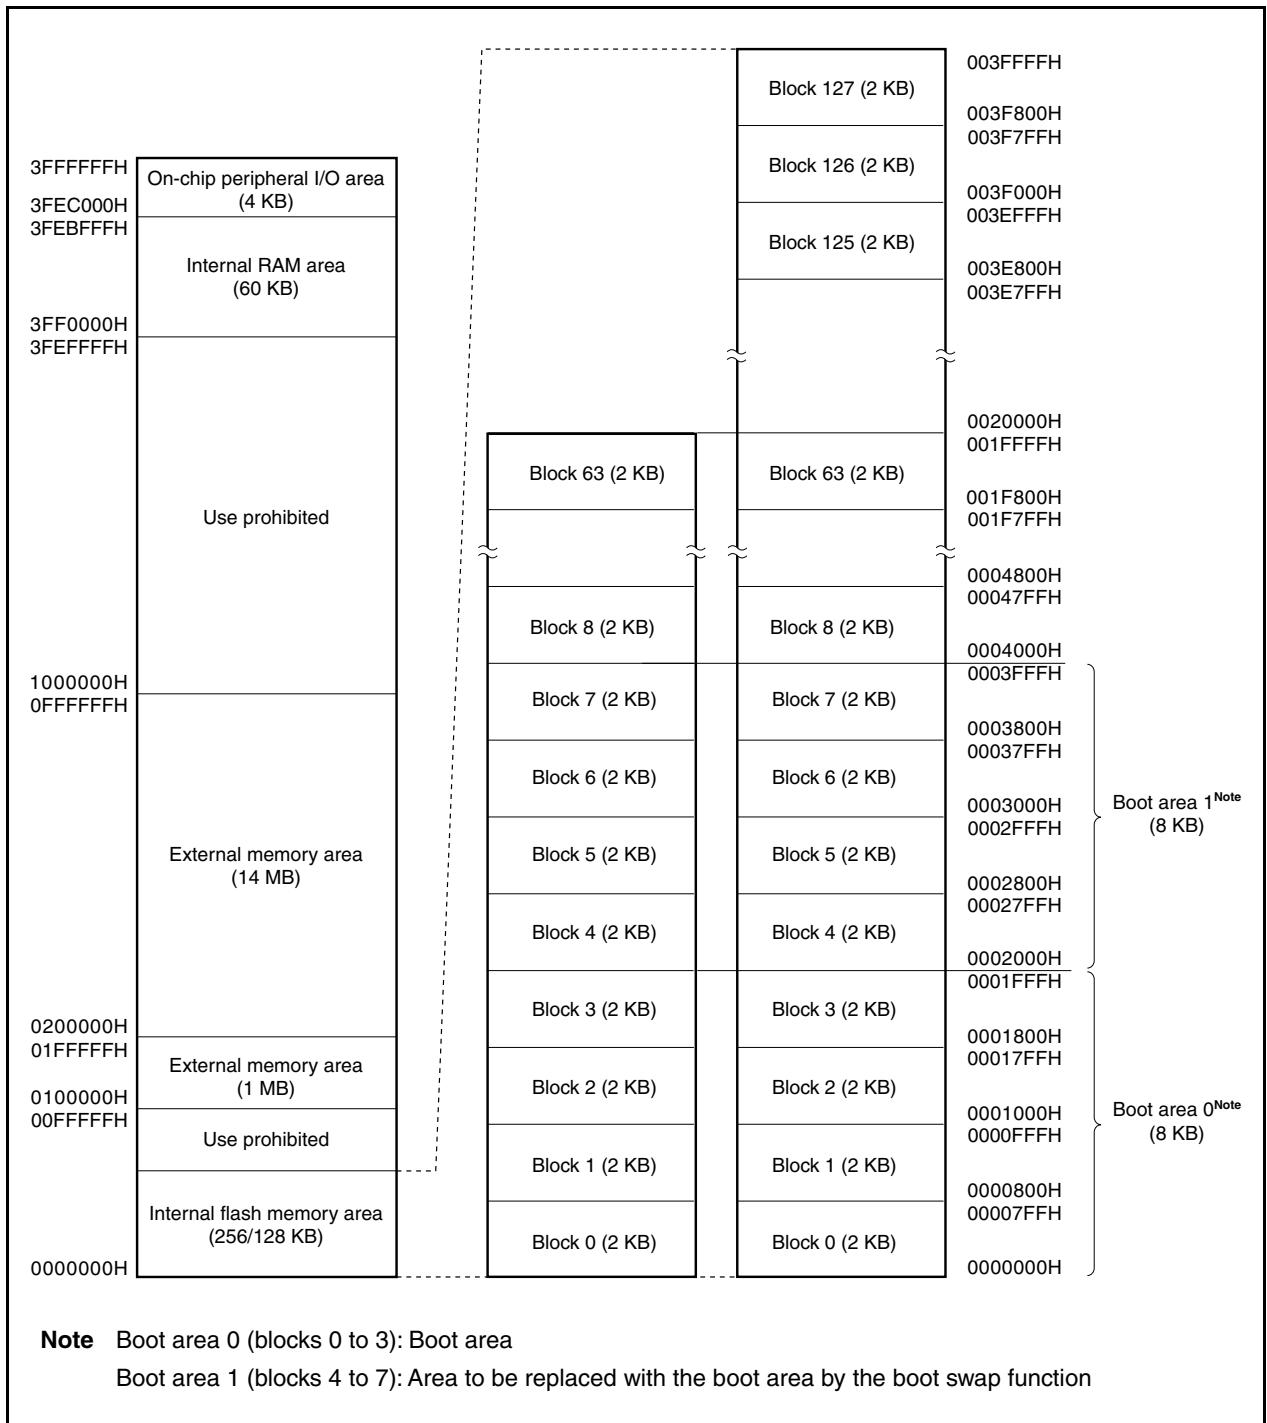 3FFFFFFH
On-chip peripheral I/O area
(4 KB)
3FEC000H
3FEBFFFH
Internal RAM area
(60 KB)
3FF0000H
3FEFFFFH
Use prohibited
1000000H
0FFFFFFH
External memory area
(14 MB)
0200000H
01FFFFFH
External memory area
(1 MB)
0100000H
00FFFFFH
Use prohibited
Internal flash memory area
(256/128 KB)
0000000H
Block 63 (2 KB)
Block 8 (2 KB)
Block 7 (2 KB)
Block 6 (2 KB)
Block 5 (2 KB)
Block 4 (2 KB)
Block 3 (2 KB)
Block 2 (2 KB)
Block 1 (2 KB)
Block 0 (2 KB)
Block 127 (2 KB)
Block 126 (2 KB)
Block 125 (2 KB)
Block 63 (2 KB)
Block 8 (2 KB)
Block 7 (2 KB)
Block 6 (2 KB)
Block 5 (2 KB)
Block 4 (2 KB)
Block 3 (2 KB)
Block 2 (2 KB)
Block 1 (2 KB)
Block 0 (2 KB)
003FFFFH
003F800H
003F7FFH
003F000H
003EFFFH
003E800H
003E7FFH
0020000H
001FFFFH
001F800H
001F7FFH
0004800H
00047FFH
0004000H
0003FFFH
0003800H
00037FFH
0003000H
0002FFFH
0002800H
00027FFH
0002000H
0001FFFH
0001800H
00017FFH
0001000H
0000FFFH
0000800H
00007FFH
0000000H
Boot area 1Note
(8 KB)
Boot area 0Note
(8 KB)
Note Boot area 0 (blocks 0 to 3): Boot area
Boot area 1 (blocks 4 to 7): Area to be replaced with the boot area by the boot swap function